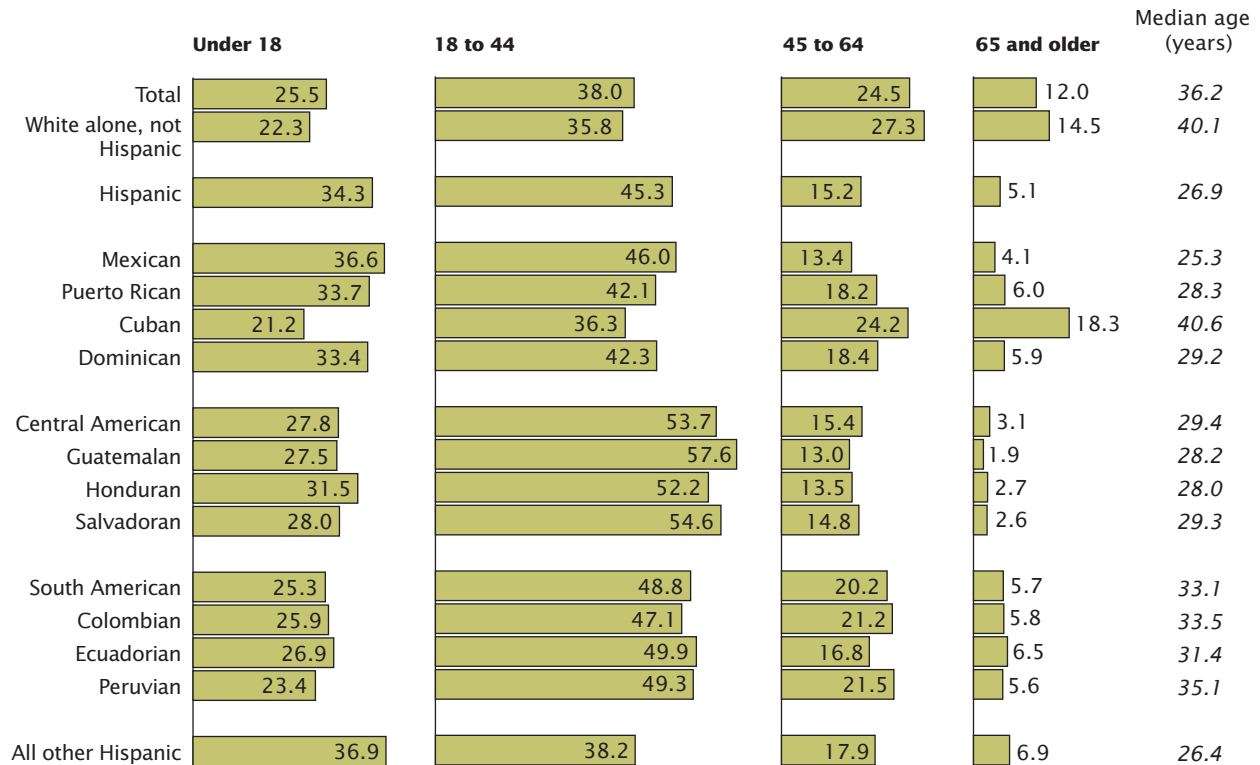 Median age
Under 18 18 to 44 45 to 64 65 and older (years)
Total 25.5 38.0 24.5 12.0 36.2
White alone, not 22.3 35.8 27.3 14.5 40.1
Hispanic
Hispanic 34.3 45.3 15.2 5.1 26.9
Mexican 36.6 46.0 13.4 4.1 25.3
Puerto Rican 33.7 42.1 18.2 6.0 28.3
Cuban 21.2 36.3 24.2 18.3 40.6
Dominican 33.4 42.3 18.4 5.9 29.2
Central American 27.8 53.7 15.4 3.1 29.4
Guatemalan 27.5 57.6 13.0 1.9 28.2
Honduran 31.5 52.2 13.5 2.7 28.0
Salvadoran 28.0 54.6 14.8 2.6 29.3
South American 25.3 48.8 20.2 5.7 33.1
Colombian 25.9 47.1 21.2 5.8 33.5
Ecuadorian 26.9 49.9 16.8 6.5 31.4
Peruvian 23.4 49.3 21.5 5.6 35.1
All other Hispanic 36.9 38.2 17.9 6.9 26.4